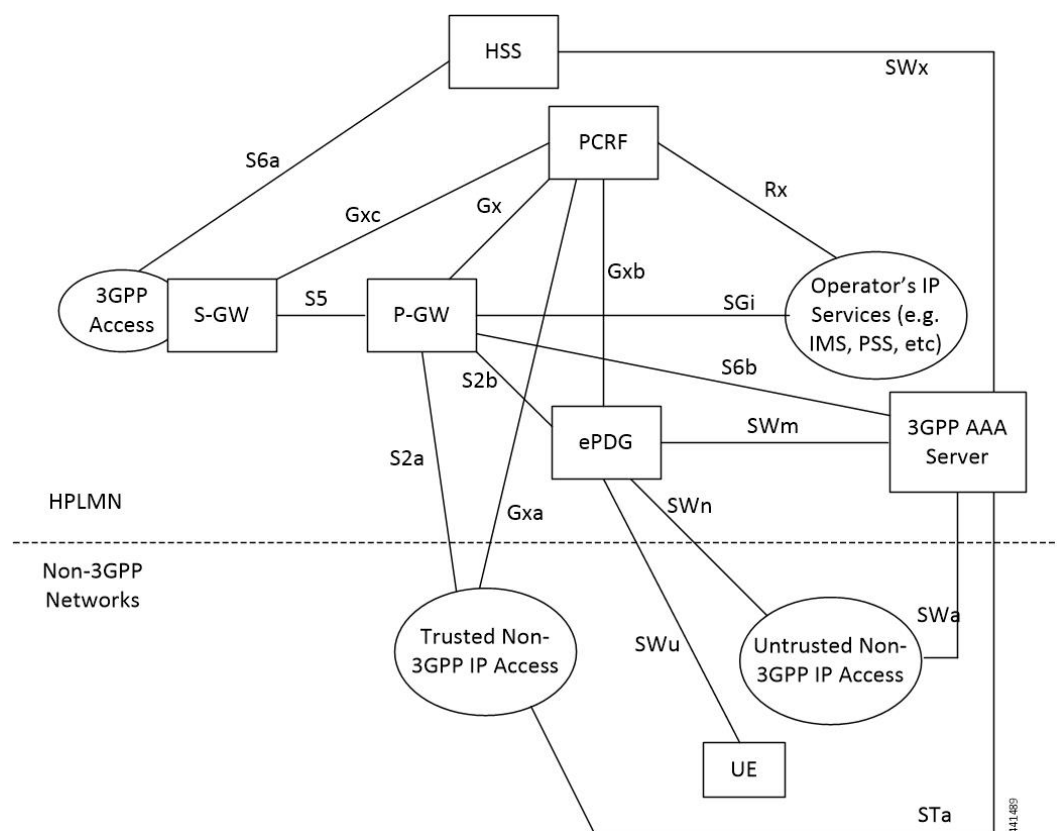 HSS
SWx
PCRF
S6a
Rx
Gxc
Gx
Gxb
3GPP
Access
S-GW
S5
P-GW
SGi
Operator's IP
Services (e.g.
IMS, PSS, etc)
S6b
S2b
ePDG
SWm
3GPP AAA
Server
S2a
HPLMN
Gxa
SWn
Non-3GPP
Networks
SWa
Trusted Non-
3GPP IP Access
SWu
Untrusted Non-
3GPP IP Access
UE
STa